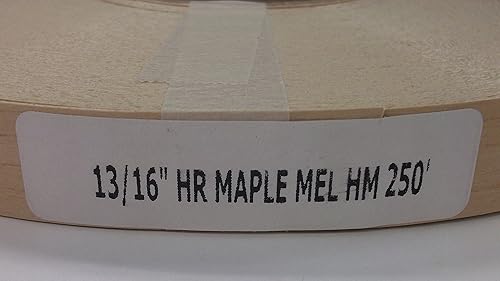 13/16" HR MAPLE MEL HM 250'